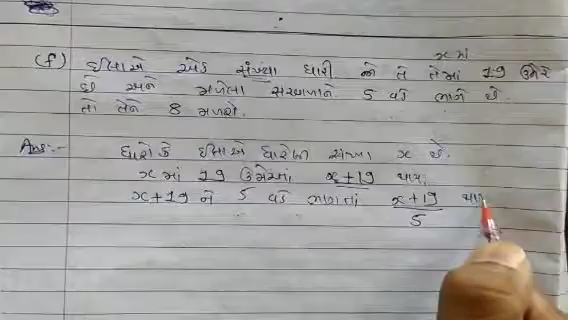 x માં
(f) ઈલાએ એક સંખ્યા ધારી જો તે તેમાં 19 ઉમેરે
છે અને મળેલા સરવાળાને 5 વડે ભાગે છે.
તો તેને 8 મળશે.
Ans:- ધારો કે ઈલાએ ધારેલી સંખ્યા x છે.
x માં 19 ઉમેરતાં x+19 થાય.
x+19 ને 5 વડે ભાગતાં x+19 થાય
5